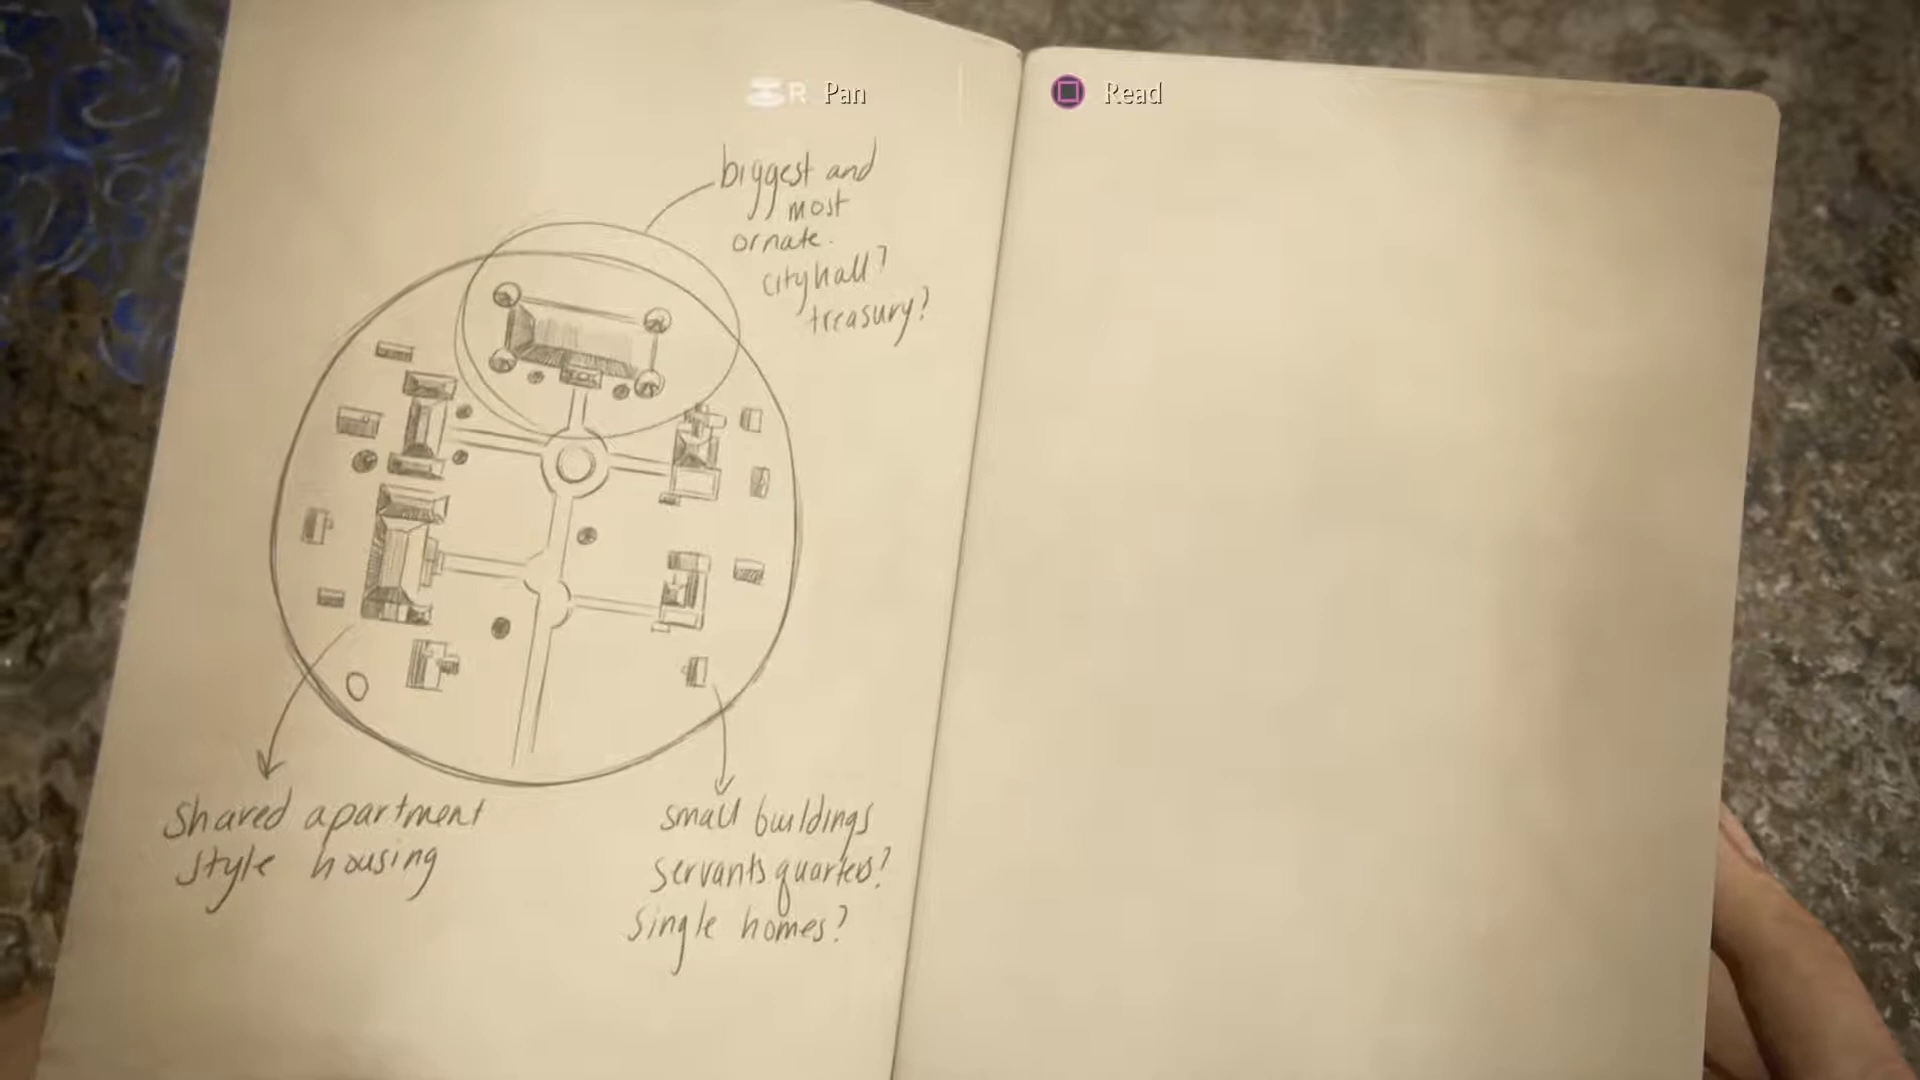 R Pan
Read
biggest and
most
ornate.
cityhall?
treasury?
shared apartment
style housing
small buildings
servants quarters?
single homes?